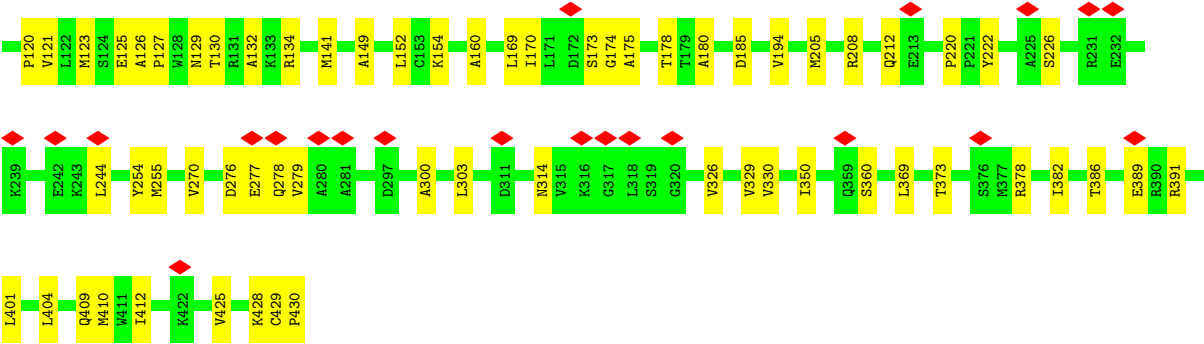 P120 V121 L122 M123 S124 E125 A126 P127 W128 N129 T130 R131 A132 K133 R134 M141 A149 L152 C153 K154 A160 L169 I170 L171 D172 S173 G174 A175 T178 T179 A180 D185 V194 M205 R208 Q212 E213 P220 P221 Y222 A225 S226 R231 E232
K239 E242 K243 L244 Y254 M255 V270 D276 E277 Q278 V279 A280 A281 D297 A300 L303 D311 N314 V315 K316 G317 L318 S319 G320 V326 V329 V330 I350 Q359 S360 L369 T373 S376 M377 R378 I382 T386 E389 R390 R391
L401 L404 Q409 M410 W411 I412 K422 V425 K428 C429 P430